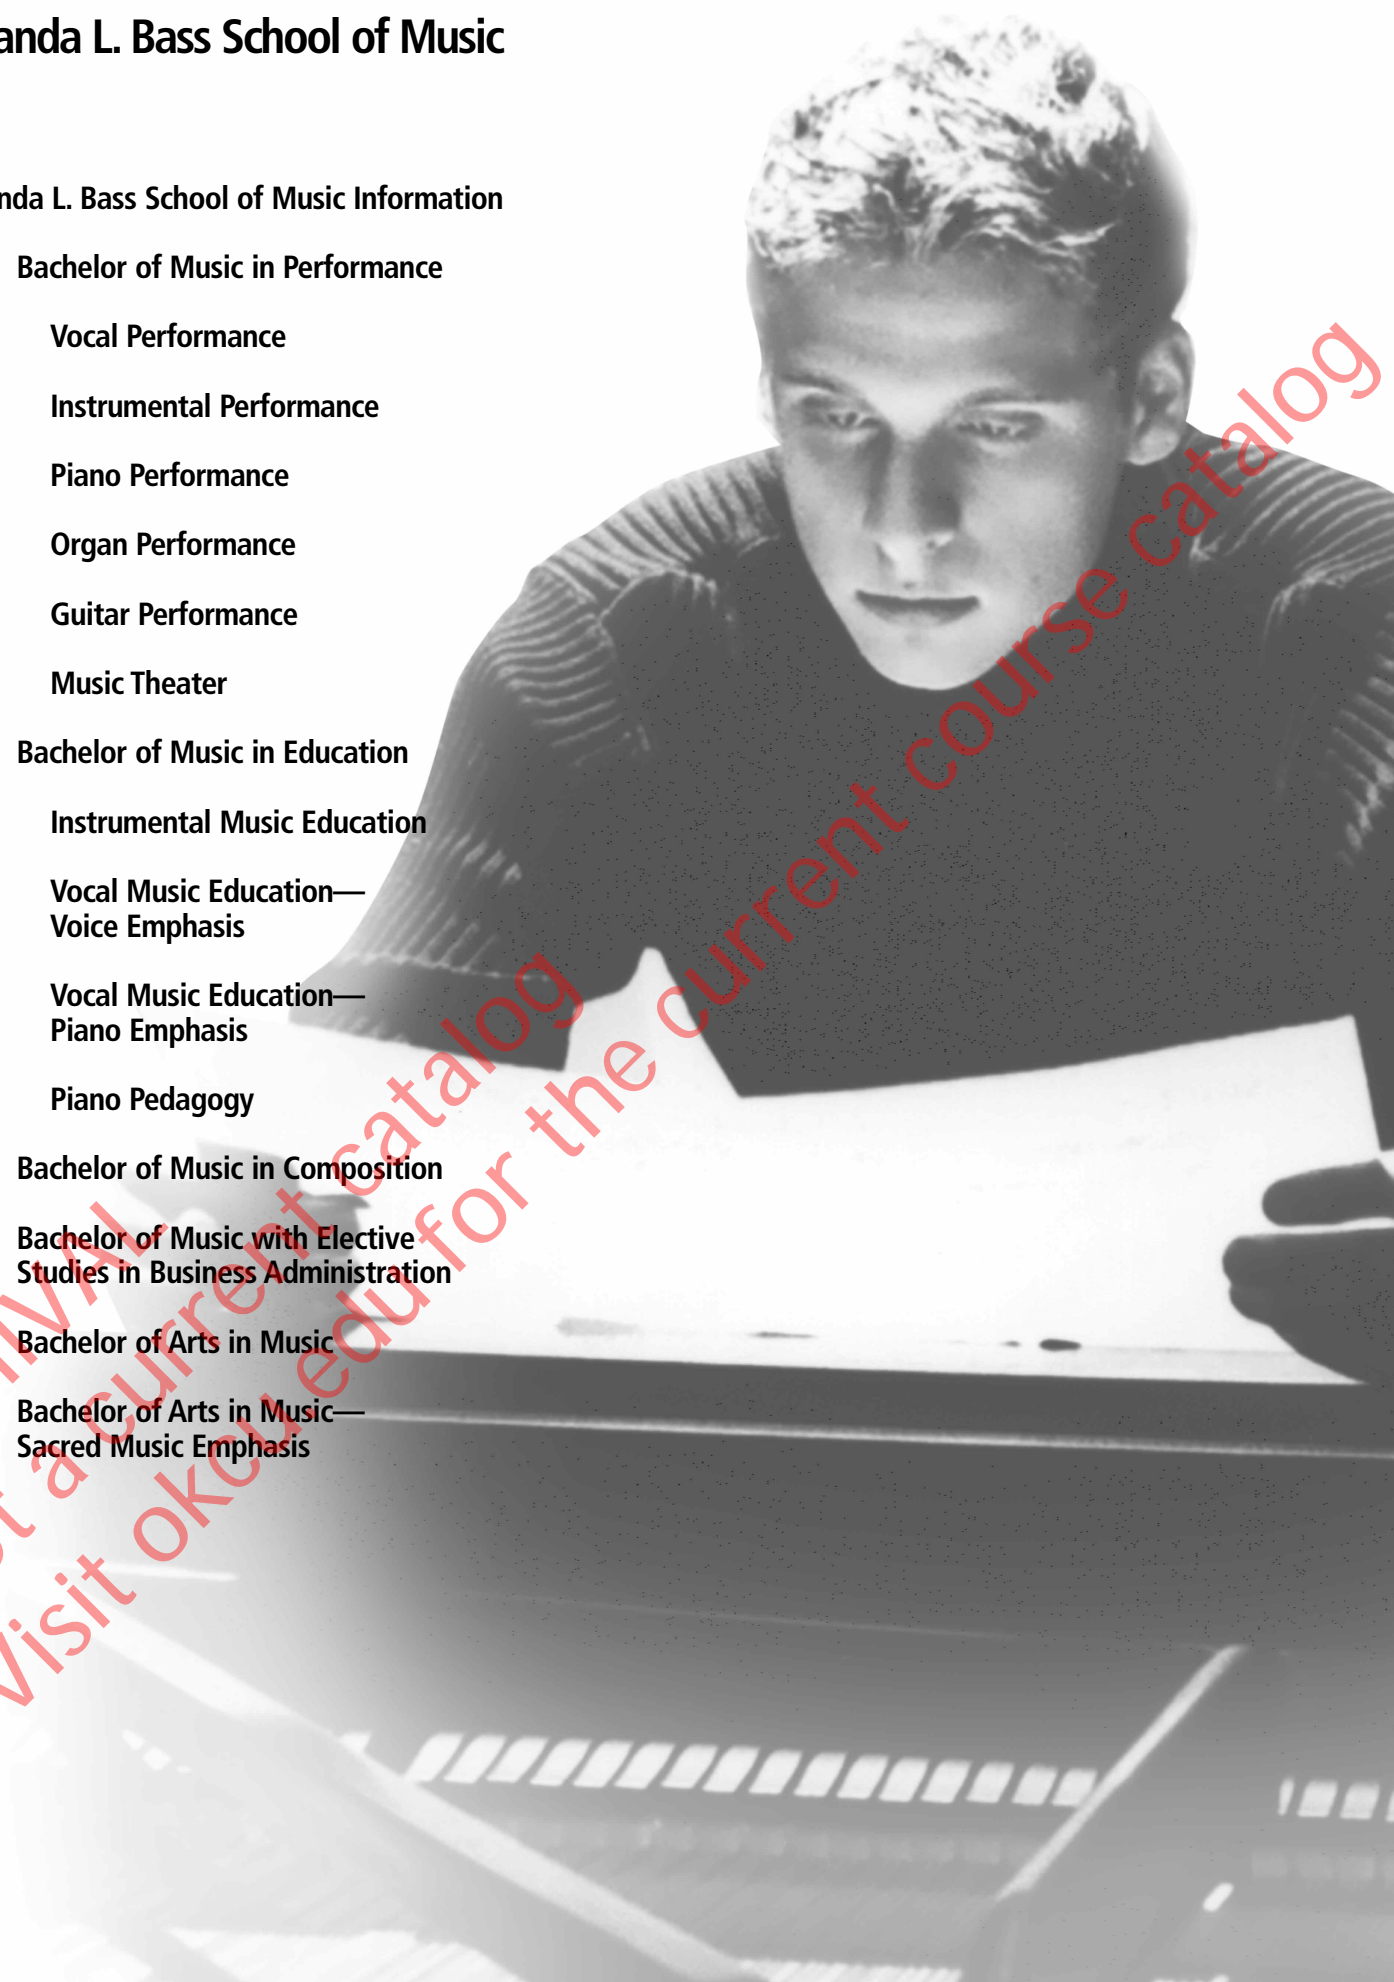 anda L. Bass School of Music
nda L. Bass School of Music Information
Bachelor of Music in Performance
Vocal Performance
Instrumental Performance
Piano Performance
Organ Performance
Guitar Performance
Music Theater
Bachelor of Music in Education
Instrumental Music Education
Vocal Music Education—
Voice Emphasis
Vocal Music Education—
Piano Emphasis
Piano Pedagogy
Bachelor of Music in Composition
Bachelor of Music with Elective
Studies in Business Administration
Bachelor of Arts in Music
Bachelor of Arts in Music—
Sacred Music Emphasis
IVAL
t a current catalog
Visit okcu.edu for the current course catalog